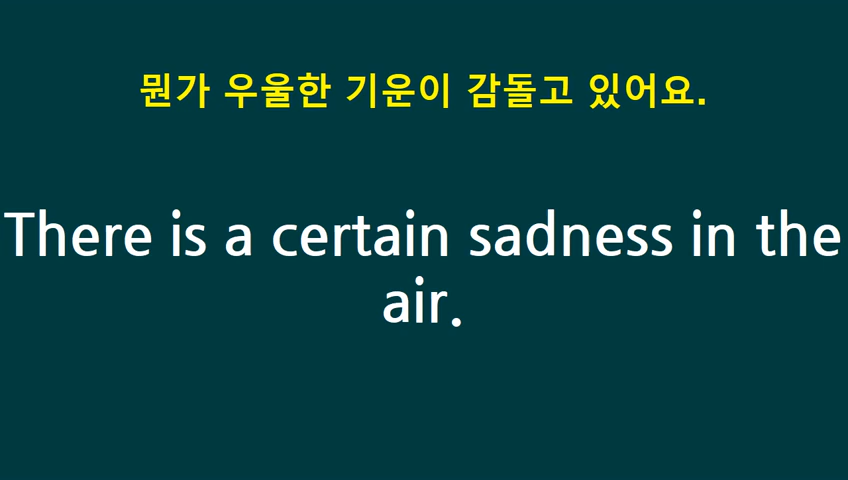 뭔가 우울한 기운이 감돌고 있어요.
There is a certain sadness in the
air.